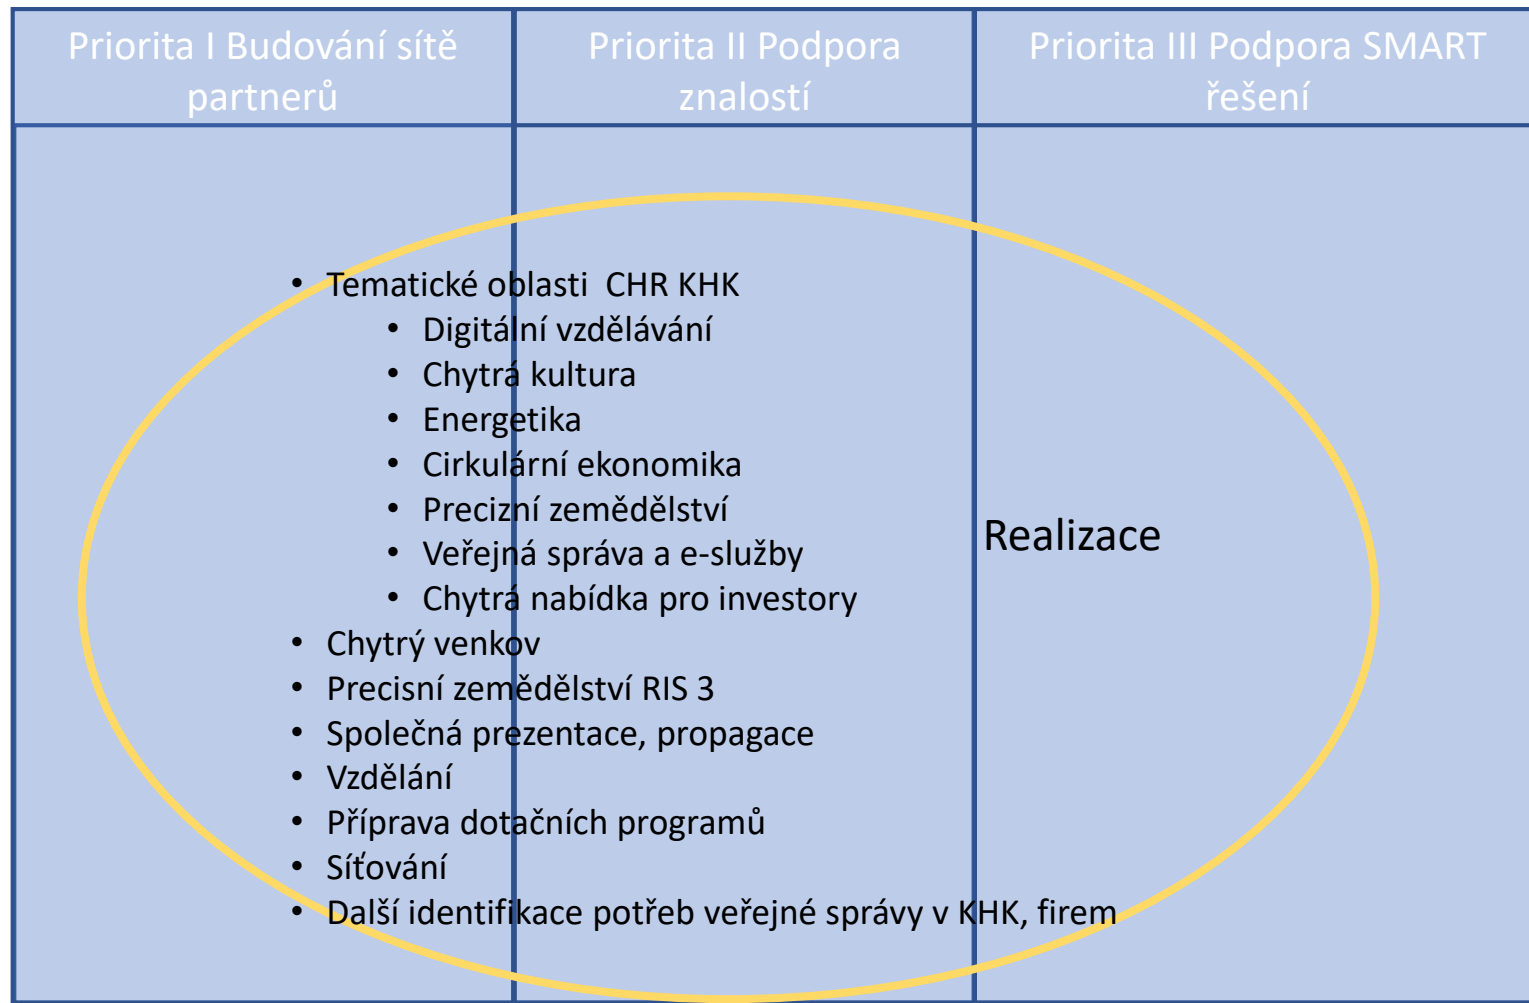 Priorita I Budování sítě
partnerů
Priorita II Podpora
znalostí
Priorita III Podpora SMART
řešení
• Tematické oblasti  CHR KHK
• Digitální vzdělávání
• Chytrá kultura
• Energetika
• Cirkulární ekonomika
• Precizní zemědělství
• Veřejná správa a e-služby
• Chytrá nabídka pro investory
• Chytrý venkov
• Precisní zemědělství RIS 3
• Společná prezentace, propagace
• Vzdělání
• Příprava dotačních programů
• Síťování
• Další identifikace potřeb veřejné správy v KHK, firem
Realizace